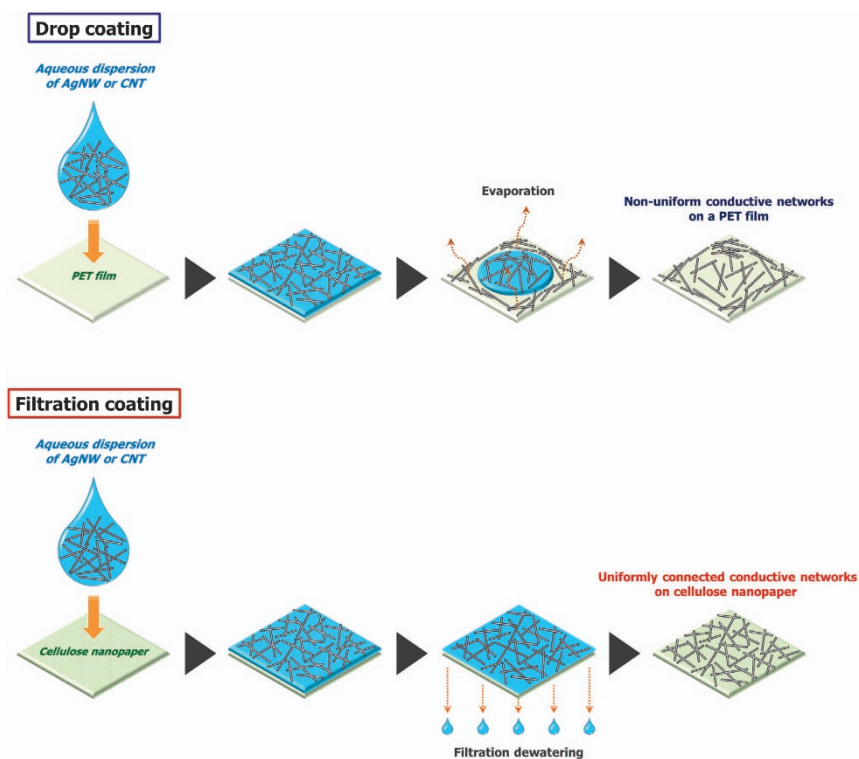 Drop coating
Aqueous dispersion
of AgNW or CNT
PET film
Evaporation
Non-uniform conductive networks
on a PET film
Filtration coating
Aqueous dispersion
of AgNW or CNT
Cellulose nanopaper
Filtration dewatering
Uniformly connected conductive networks
on cellulose nanopaper